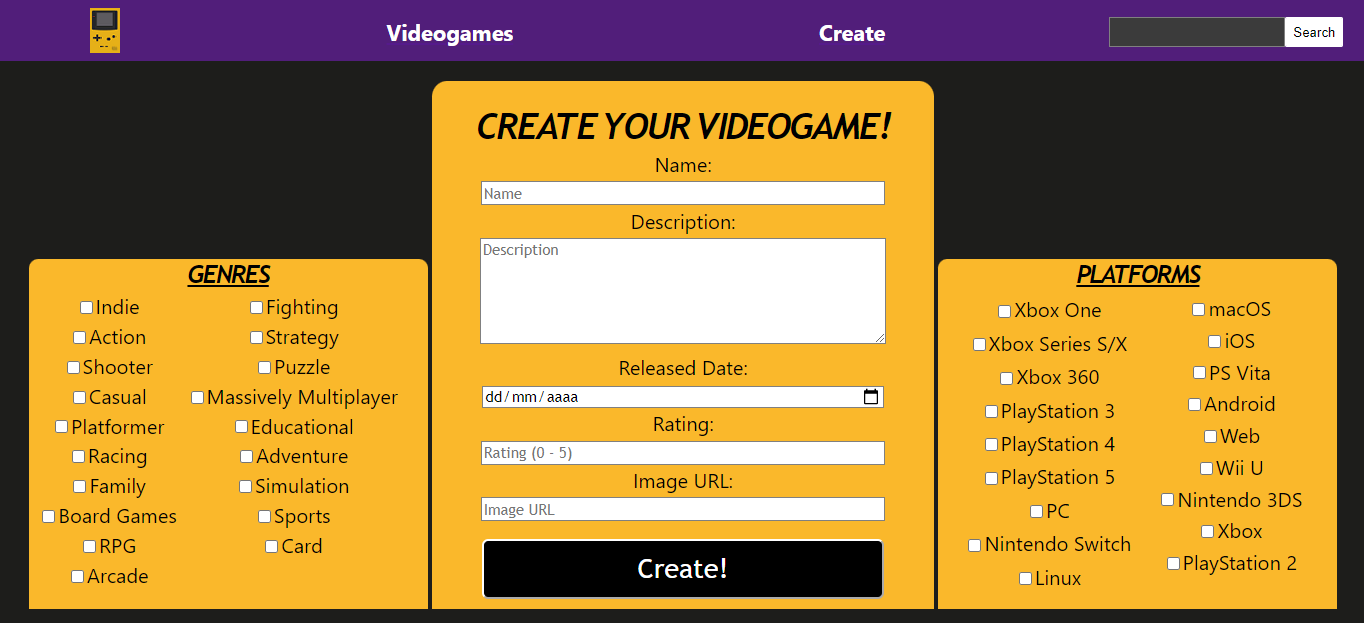 Videogames Create Search
CREATE YOUR VIDEOGAME!
Name:
Name
Description:
Description
Released Date:
dd/mm/aaaa
Rating:
Rating (0 - 5)
Image URL:
Image URL
Create!
GENRES
Indie
Action
Shooter
Casual
Platformer
Racing
Family
Board Games
RPG
Arcade
Fighting
Strategy
Puzzle
Massively Multiplayer
Educational
Adventure
Simulation
Sports
Card
PLATFORMS
Xbox One
Xbox Series S/X
Xbox 360
PlayStation 3
PlayStation 4
PlayStation 5
PC
Nintendo Switch
Linux
macOS
iOS
PS Vita
Android
Web
Wii U
Nintendo 3DS
Xbox
PlayStation 2